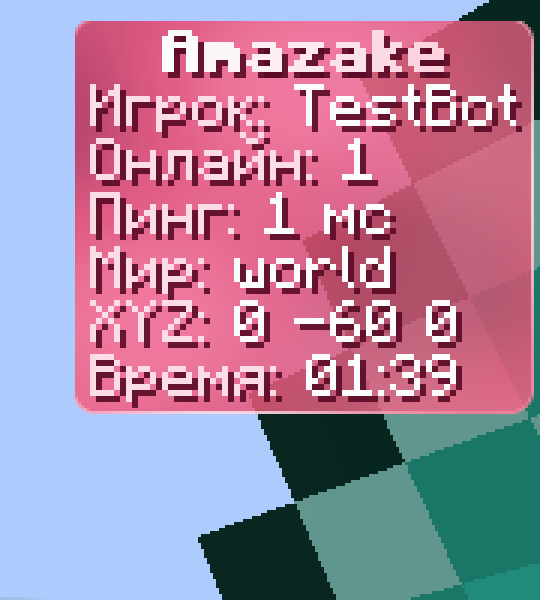 Amazake
Игрок: TestBot
Онлайн: 1
Пинг: 1 мс
Мир: world
XYZ: 0 -60 0
Время: 01:39